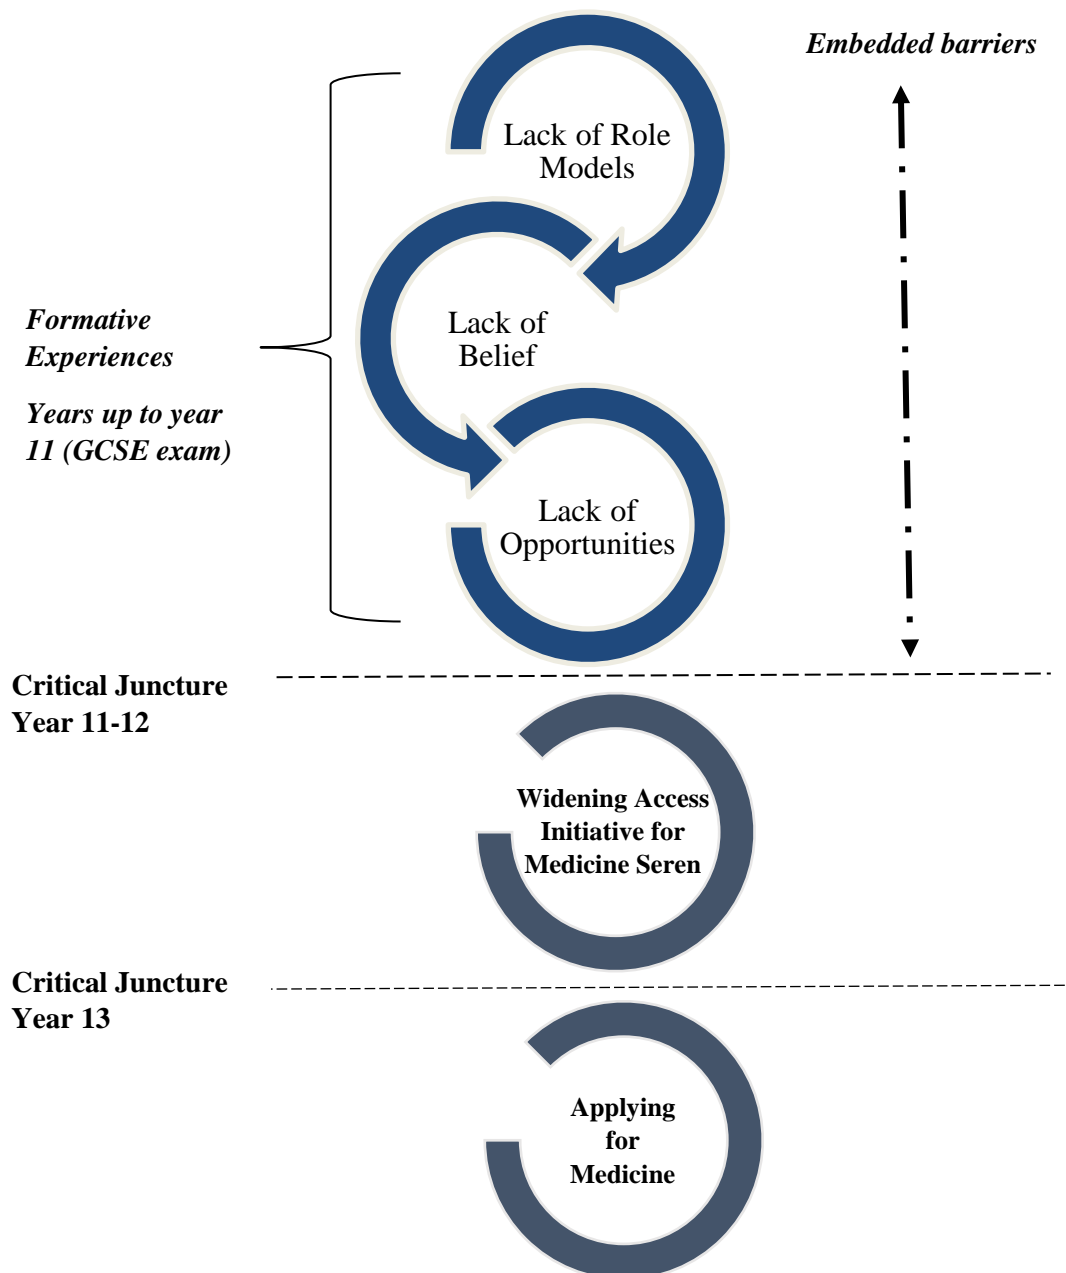 Embedded barriers
Lack of Role
Models
Lack of
Belief
Formative
Experiences
Years up to year
11 (GCSE exam)
Lack of
Opportunities
Critical Juncture
Year 11-12
Widening Access
Initiative for
Medicine Seren
Critical Juncture
Year 13
Applying
for
Medicine